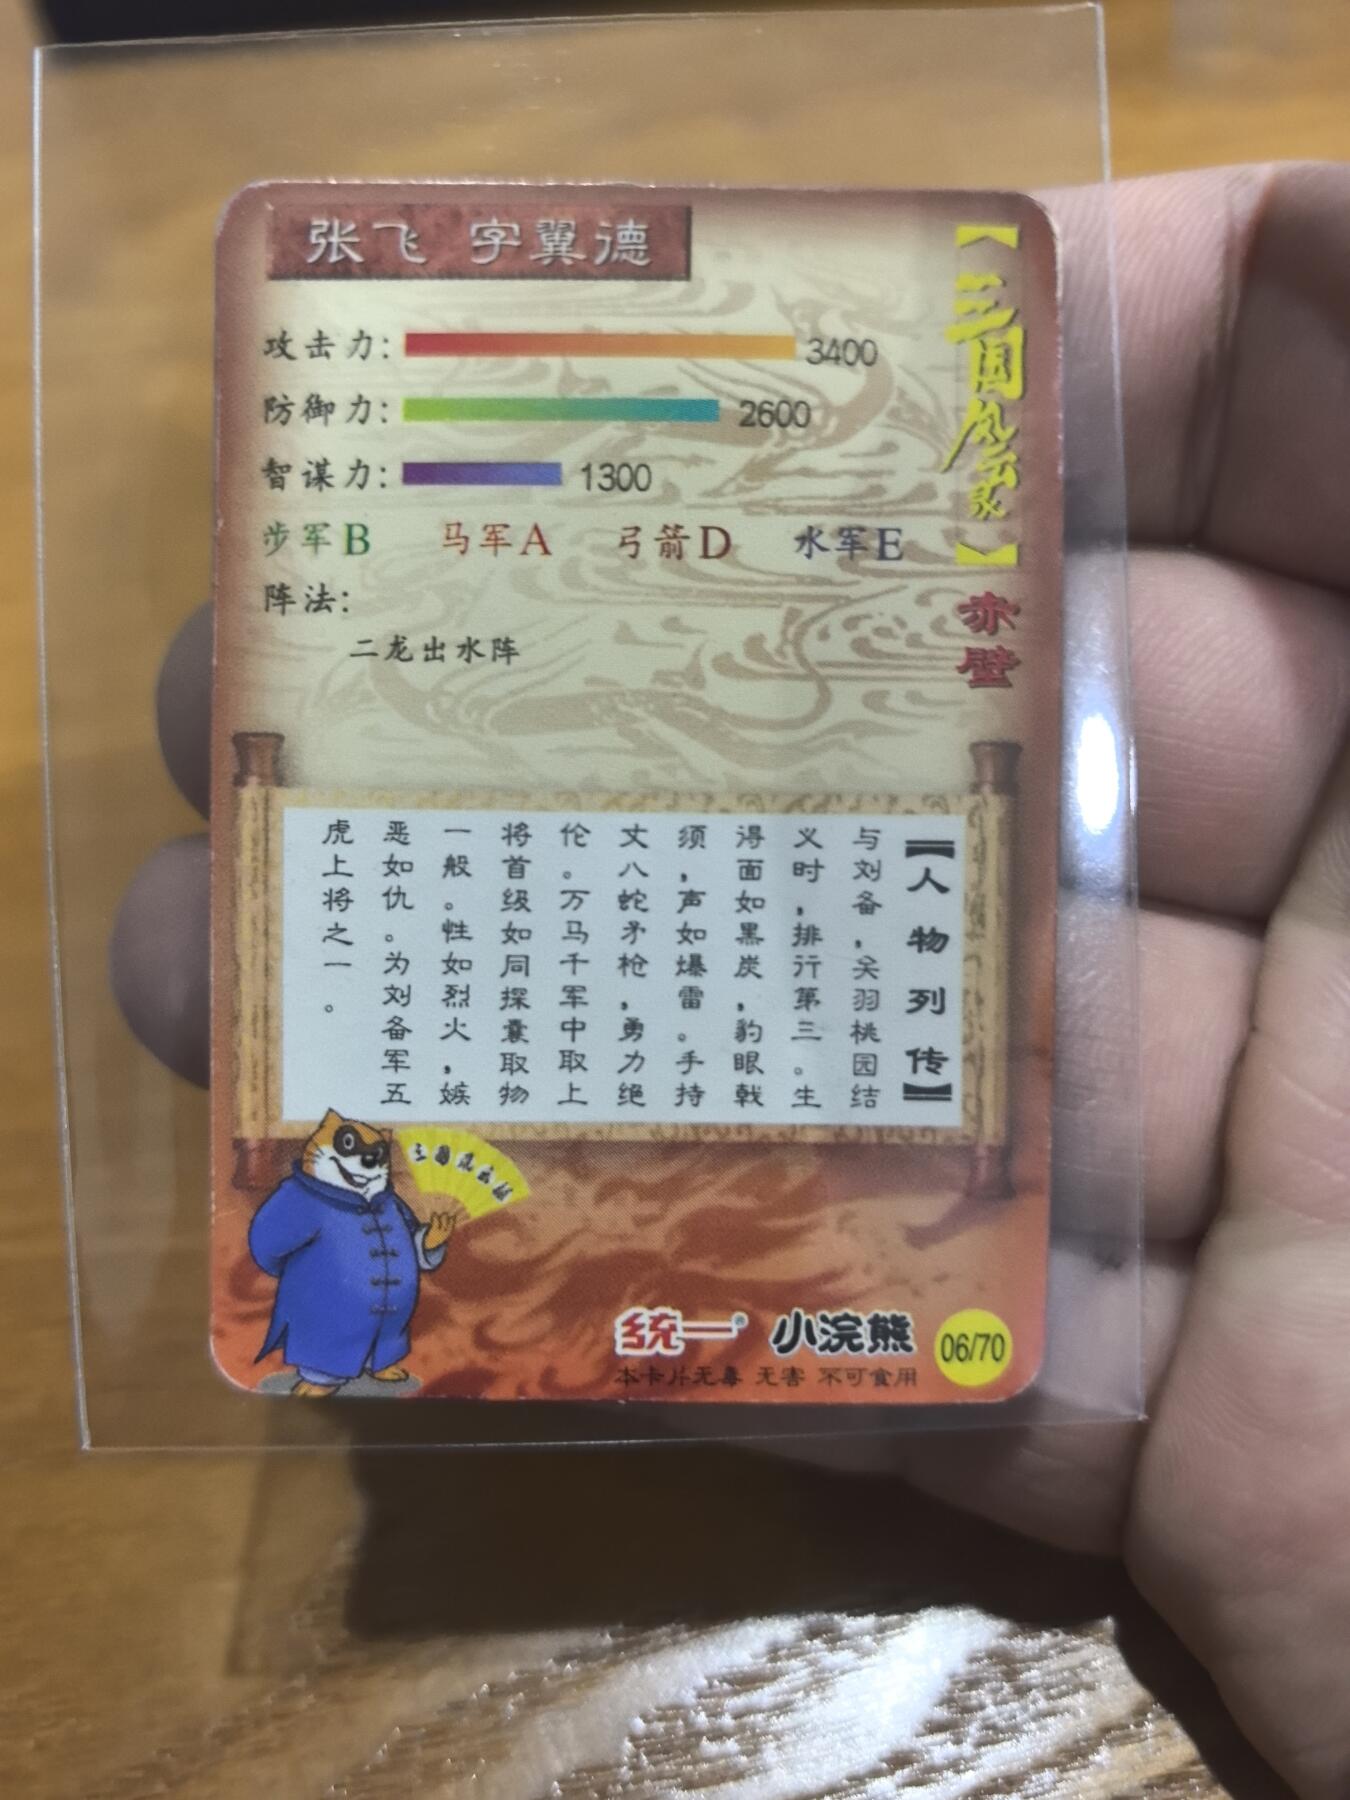 张飞 字翼德
攻击力: 3400
防御力: 2600
智谋力: 1300
步军B 马军A 弓箭D 水军E
阵法:
二龙出水阵
【三国风云录】
赤壁
【人物列传】
与刘备，关羽桃园结
义时，排行第三。生
得面如黑炭，豹眼戟
须，声如爆雷。手持
丈八蛇矛枪，勇力绝
伦。万马千军中取上
将首级如同探囊取物
一般。性如烈火，嫉
恶如仇。为刘备军五
虎上将之一。
三国风云录
统一® 小浣熊
本卡片无毒 无害 不可食用
06/70